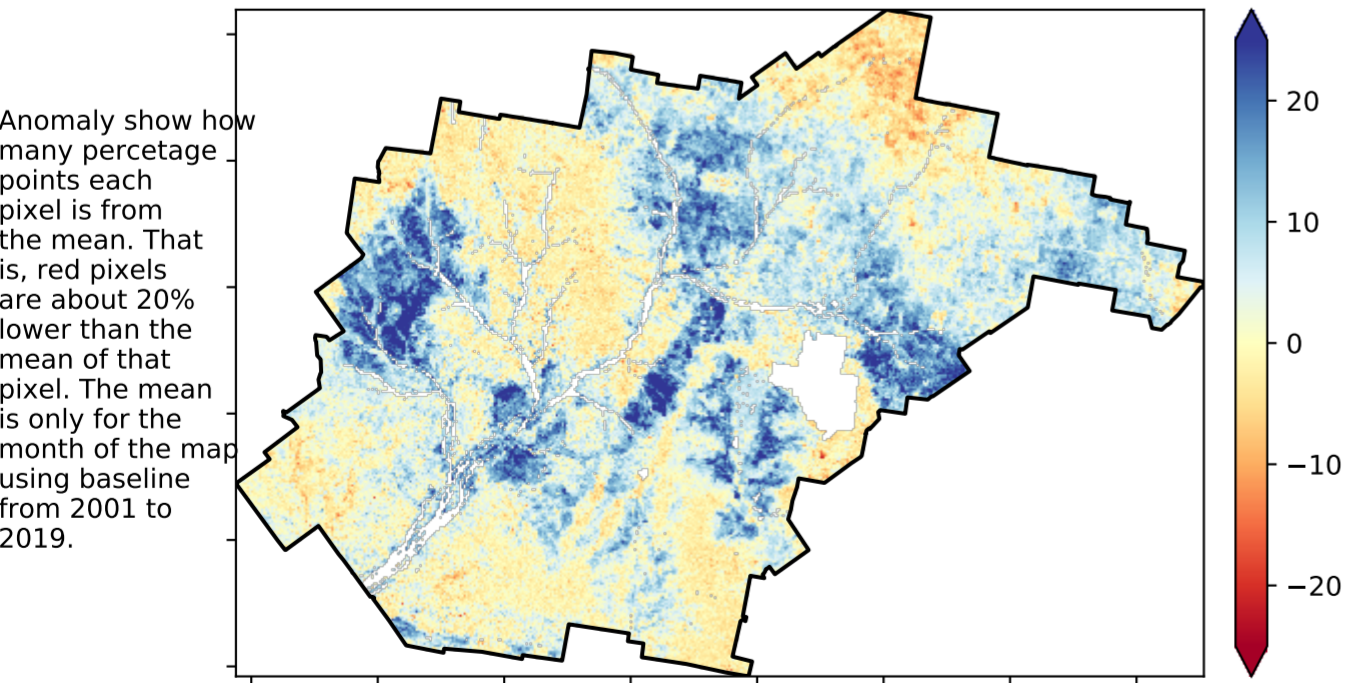 Anomaly show how
many percetage
points each
pixel is from
the mean. That
is, red pixels
are about 20%
lower than the
mean of that
pixel. The mean
is only for the
month of the map
using baseline
from 2001 to
2019.
20
10
0
−10
−20